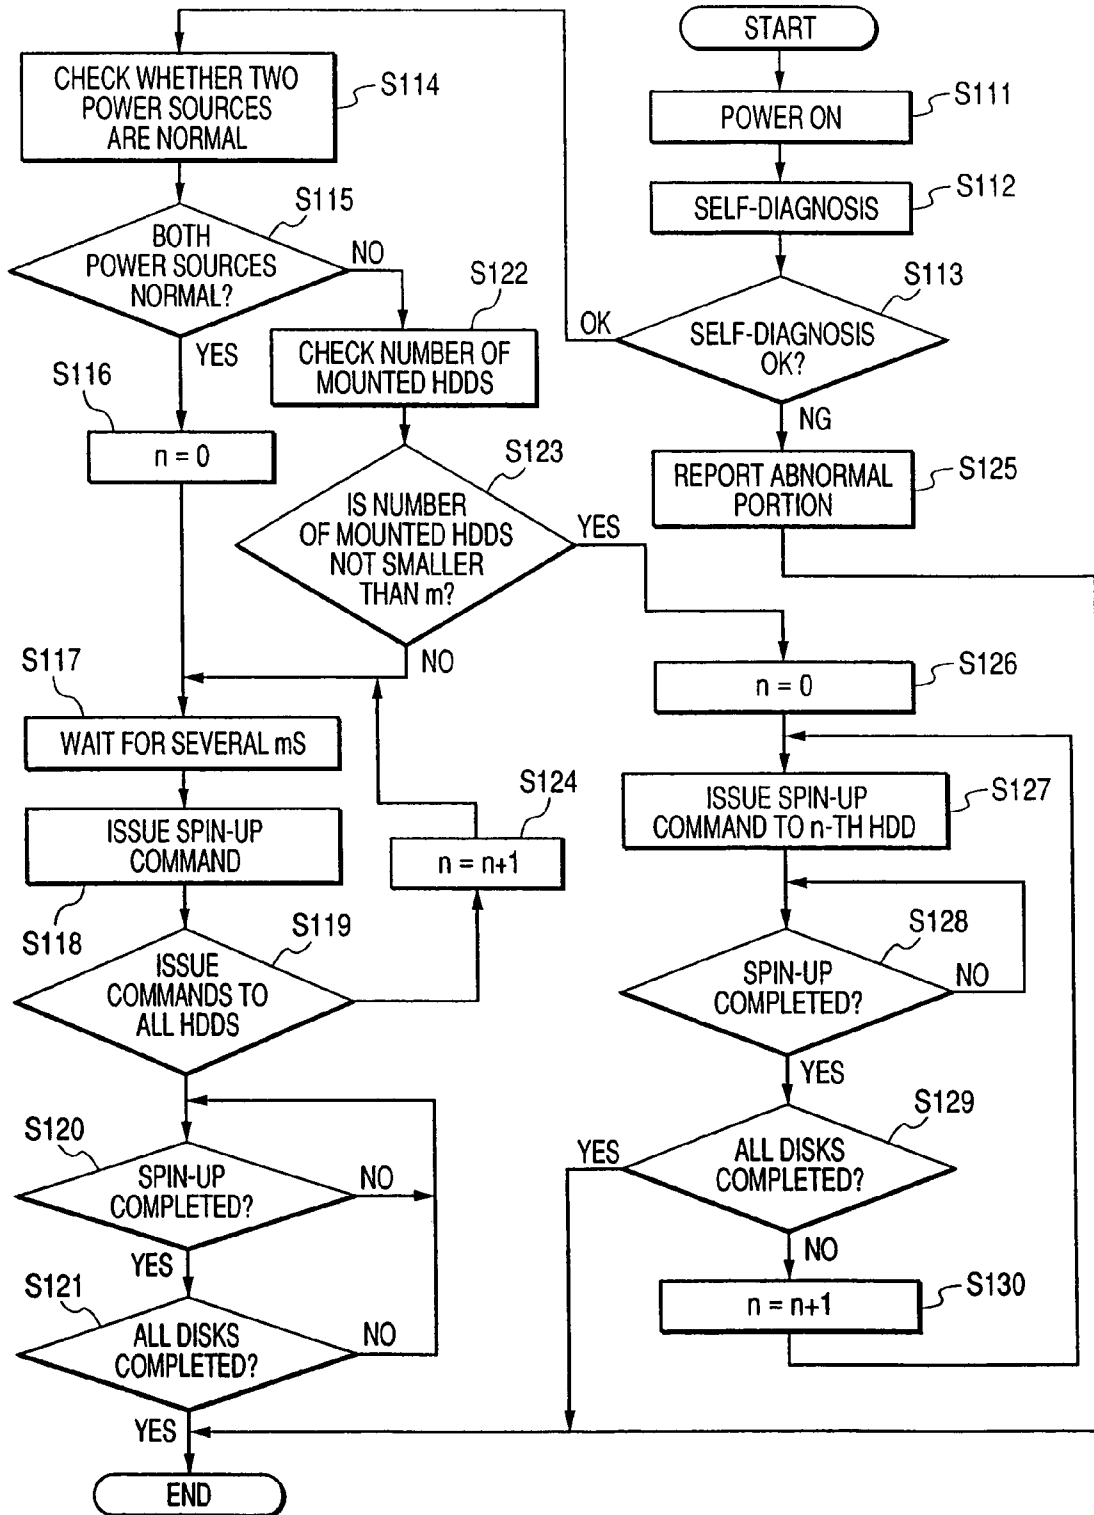 START
S111
POWER ON
S112
SELF-DIAGNOSIS
S113
SELF-DIAGNOSIS
OK?
OK
NG
S125
REPORT ABNORMAL
PORTION
CHECK WHETHER TWO
POWER SOURCES
ARE NORMAL
S114
S115
BOTH
POWER SOURCES
NORMAL?
NO
YES
S116
n = 0
S122
CHECK NUMBER OF
MOUNTED HDDS
S123
IS NUMBER
OF MOUNTED HDDS
NOT SMALLER
THAN m?
YES
NO
S117
WAIT FOR SEVERAL mS
ISSUE SPIN-UP
COMMAND
S118
S124
n = n+1
S119
ISSUE
COMMANDS TO
ALL HDDS
S120
SPIN-UP
COMPLETED?
NO
YES
S121
ALL DISKS
COMPLETED?
NO
YES
END
S126
n = 0
S127
ISSUE SPIN-UP
COMMAND TO n-TH HDD
S128
SPIN-UP
COMPLETED?
NO
YES
S129
ALL DISKS
COMPLETED?
YES
NO
S130
n = n+1